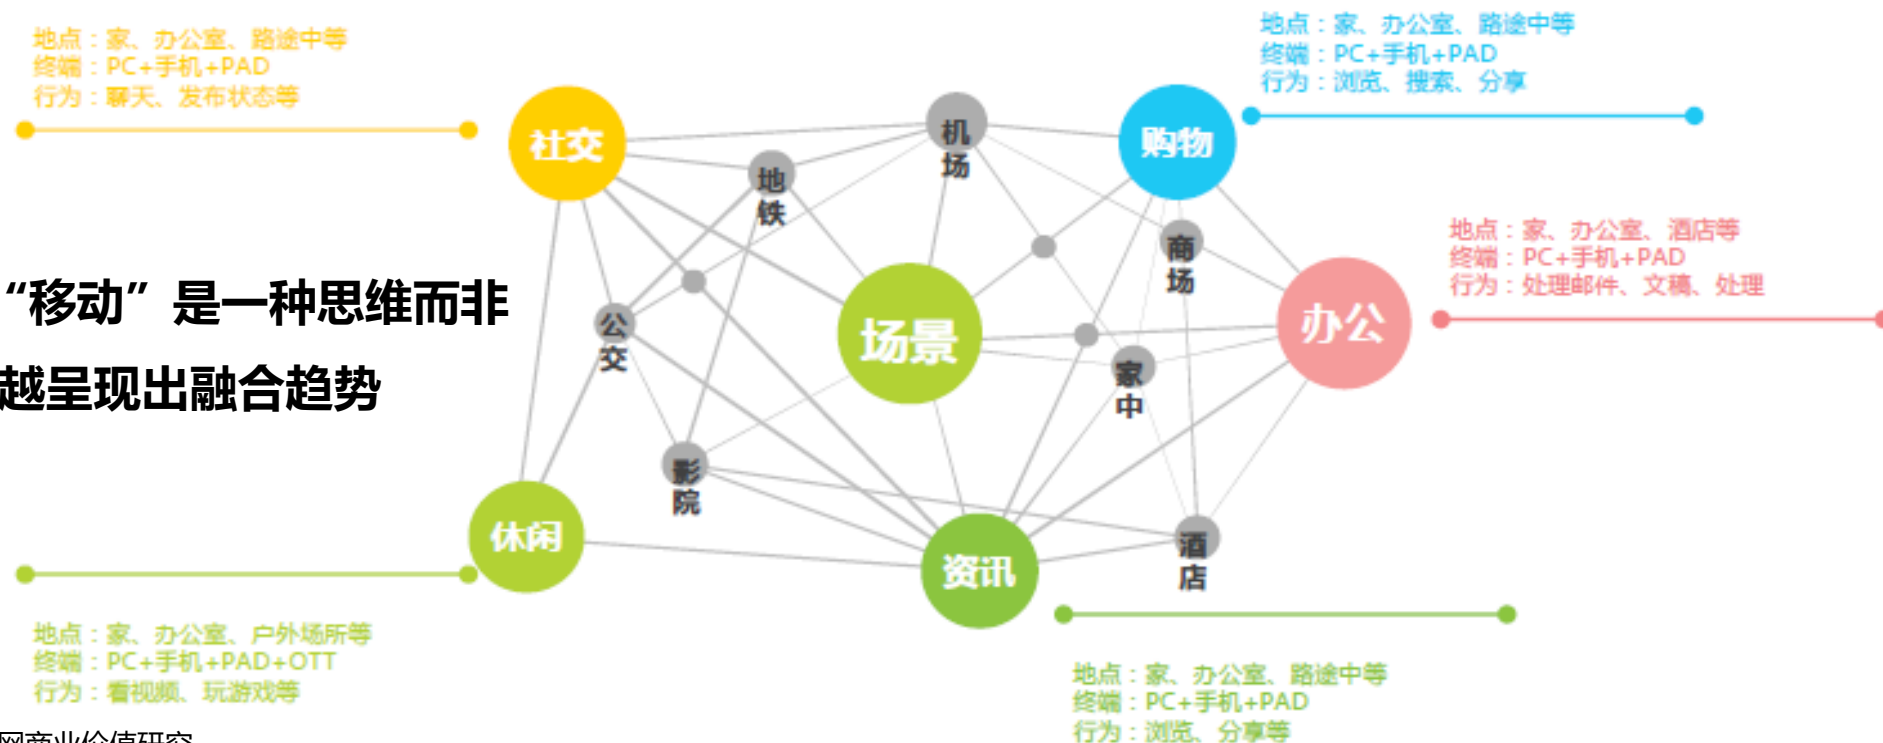 地点：家、办公室、路途中等
终端：PC+手机+PAD
行为：聊天、发布状态等
地点：家、办公室、路途中等
终端：PC+手机+PAD
行为：浏览、搜索、分享
社交
机场
购物
地铁
商场
地点：家、办公室、酒店等
终端：PC+手机+PAD
行为：处理邮件、文稿、处理
“移动”是一种思维而非
越呈现出融合趋势
公交
场景
办公
家中
影院
休闲
资讯
酒店
地点：家、办公室、户外场所等
终端：PC+手机+PAD+OTT
行为：看视频、玩游戏等
地点：家、办公室、路途中等
终端：PC+手机+PAD
行为：浏览、分享等
网商业价值研究